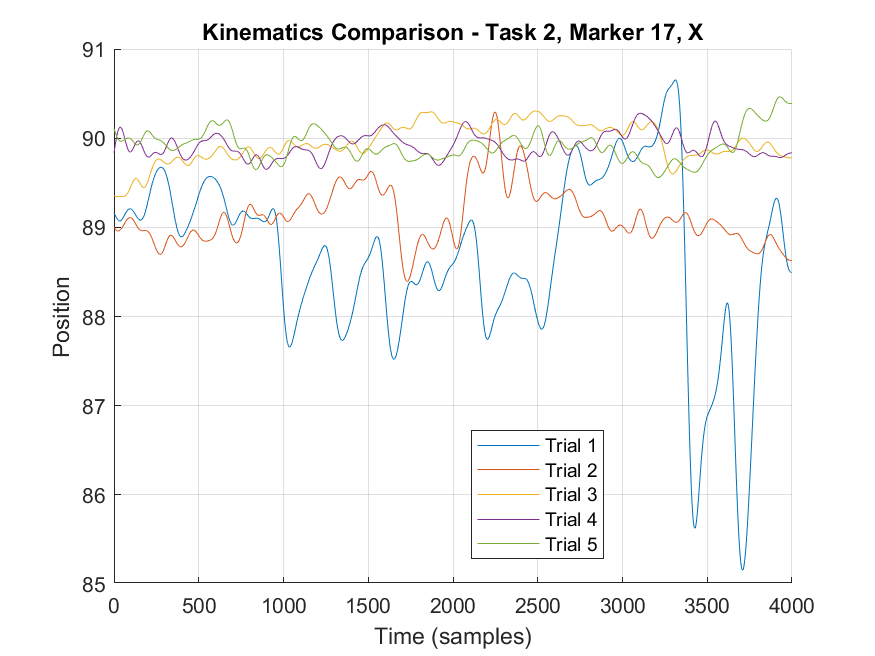 Kinematics Comparison - Task 2, Marker 17, X
91
90
89
88
87
86
85
Position
Trial 1
Trial 2
Trial 3
Trial 4
Trial 5
0 500 1000 1500 2000 2500 3000 3500 4000
Time (samples)